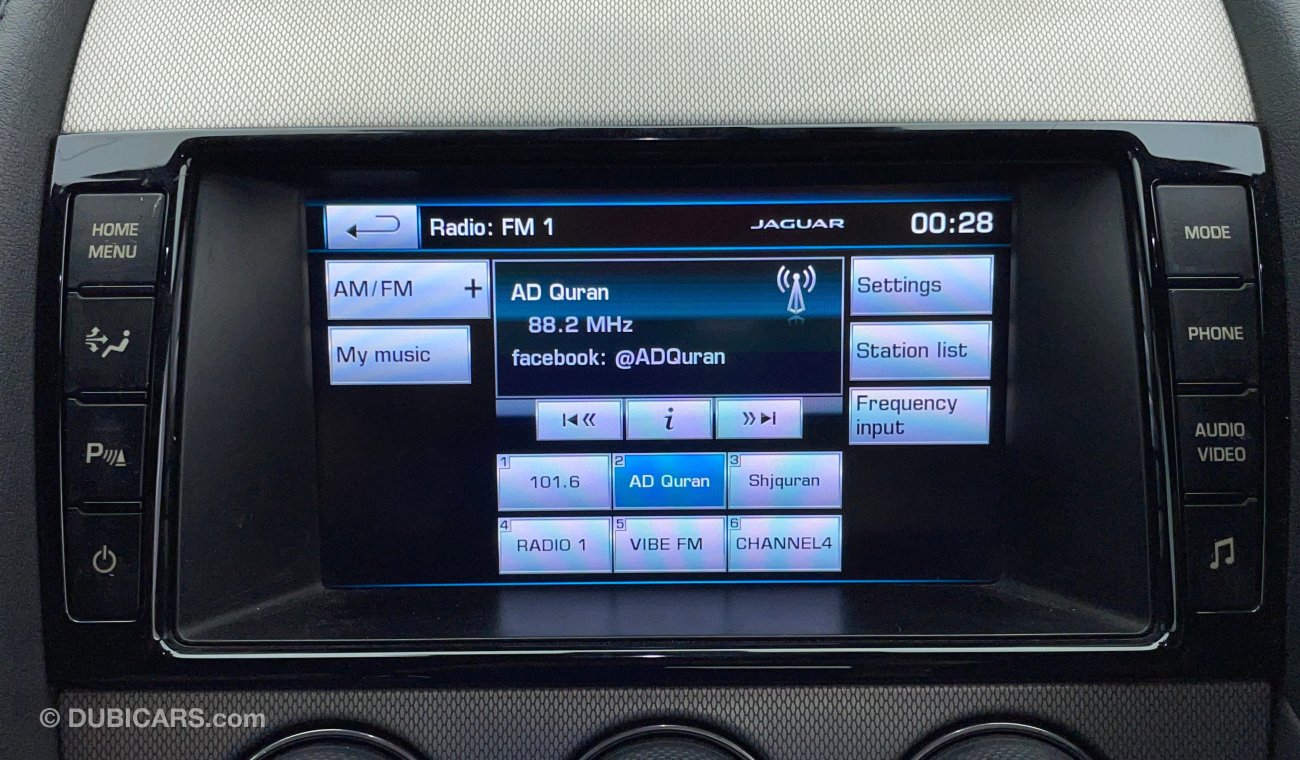 HOME
MENU
P
Radio: FM 1
JAGUAR
00:28
AM/FM +
My music
AD Quran
88.2 MHz
facebook: @ADQuran
i
Settings
Station list
Frequency
input
1 101.6
2 AD Quran
3 Shjquran
4 RADIO 1
5 VIBE FM
6 CHANNEL4
MODE
PHONE
AUDIO
VIDEO
© DUBICARS.com